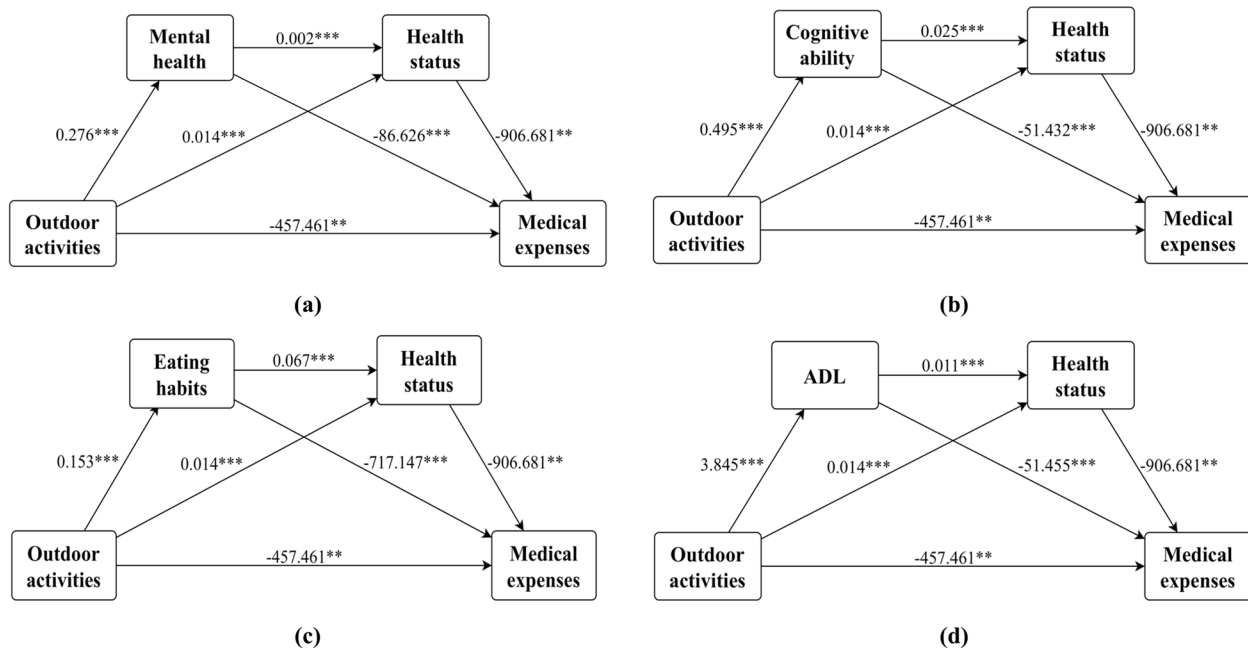 Mental
health
0.002***
Health
status
0.276***
0.014***
-86.626***
-906.681**
Outdoor
activities
-457.461**
Medical
expenses
(a)
Cognitive
ability
0.025***
Health
status
0.495***
0.014***
-51.432***
-906.681**
Outdoor
activities
-457.461**
Medical
expenses
(b)
Eating
habits
0.067***
Health
status
0.153***
0.014***
-717.147***
-906.681**
Outdoor
activities
-457.461**
Medical
expenses
(c)
ADL
0.011***
Health
status
3.845***
0.014***
-51.455***
-906.681**
Outdoor
activities
-457.461**
Medical
expenses
(d)